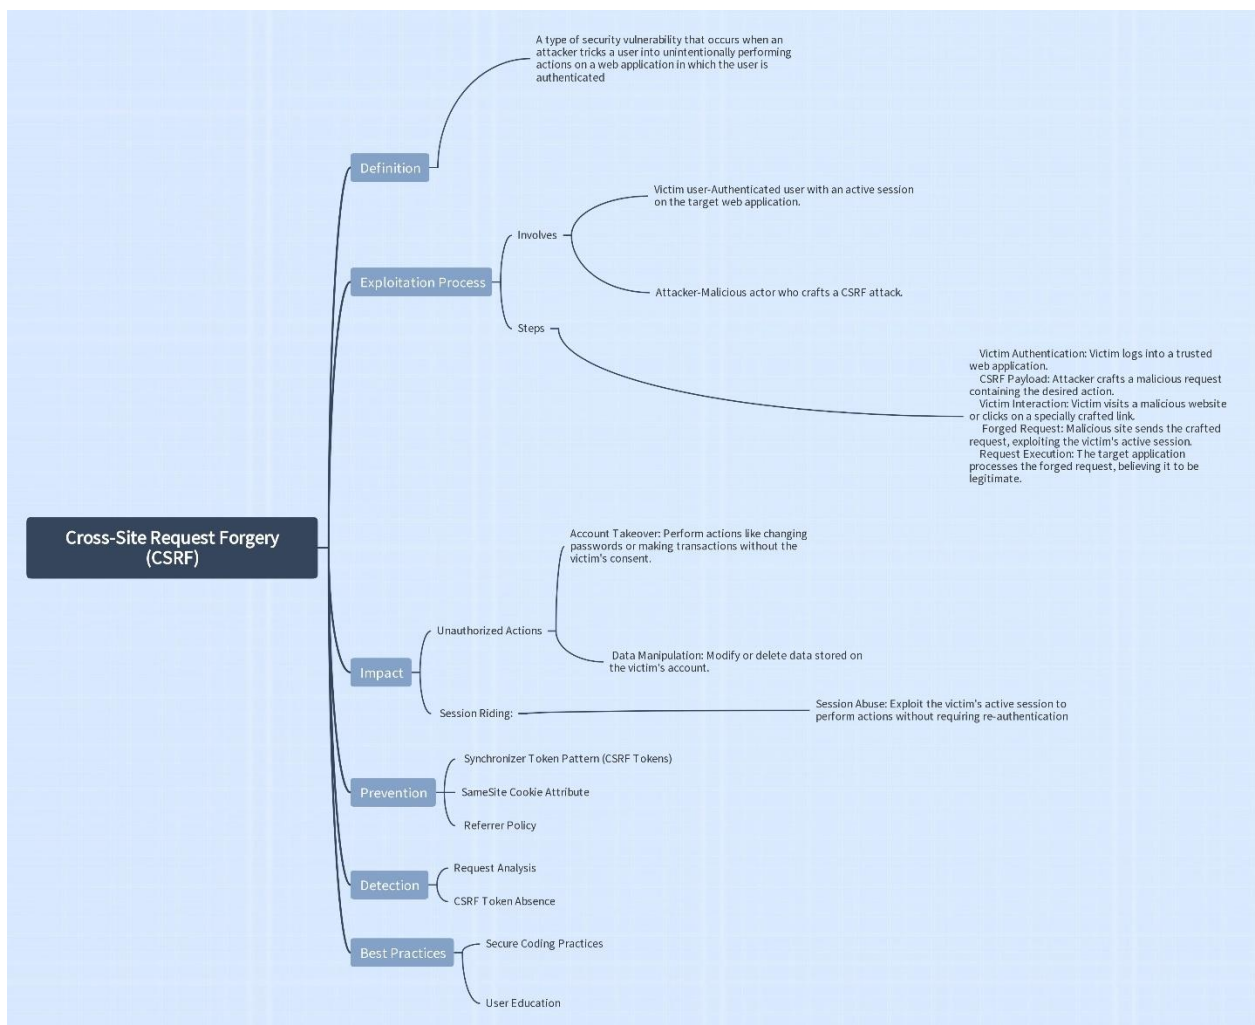 Cross-Site Request Forgery
(CSRF)
Definition
A type of security vulnerability that occurs when an
attacker tricks a user into unintentionally performing
actions on a web application in which the user is
authenticated
Exploitation Process
Involves
Victim user-Authenticated user with an active session
on the target web application.
Attacker-Malicious actor who crafts a CSRF attack.
Steps
Victim Authentication: Victim logs into a trusted
web application.
CSRF Payload: Attacker crafts a malicious request
containing the desired action.
Victim Interaction: Victim visits a malicious website
or clicks on a specially crafted link.
Forged Request: Malicious site sends the crafted
request, exploiting the victim's active session.
Request Execution: The target application
processes the forged request, believing it to be
legitimate.
Impact
Unauthorized Actions
Account Takeover: Perform actions like changing
passwords or making transactions without the
victim's consent.
Data Manipulation: Modify or delete data stored on
the victim's account.
Session Riding:
Session Abuse: Exploit the victim's active session to
perform actions without requiring re-authentication
Prevention
Synchronizer Token Pattern (CSRF Tokens)
SameSite Cookie Attribute
Referrer Policy
Detection
Request Analysis
CSRF Token Absence
Best Practices
Secure Coding Practices
User Education